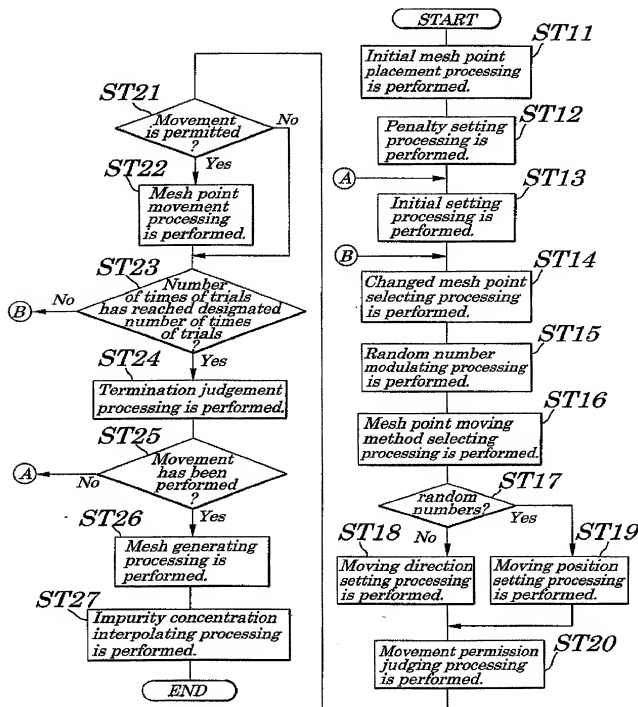 START
ST11
Initial mesh point
placement processing
is performed.
ST12
Penalty setting
processing is
performed.
A
ST13
Initial setting
processing is
performed.
B
ST14
Changed mesh point
selecting processing
is performed.
ST15
Random number
modulating processing
is performed.
ST16
Mesh point moving
method selecting
processing is performed.
ST17
random
numbers?
Yes
No
ST18
Moving direction
setting processing
is performed.
ST19
Moving position
setting processing
is performed.
ST20
Movement permission
judging processing
is performed.
ST21
Movement
is permitted
?
No
Yes
ST22
Mesh point
movement
processing
is performed.
ST23
Number
of times of trials
has reached designated
number of times
of trials
?
No
B
Yes
ST24
Termination judgement
processing is performed.
ST25
Movement
has been
performed
?
No
A
Yes
ST26
Mesh generating
processing is
performed.
ST27
Impurity concentration
interpolating processing
is performed.
END